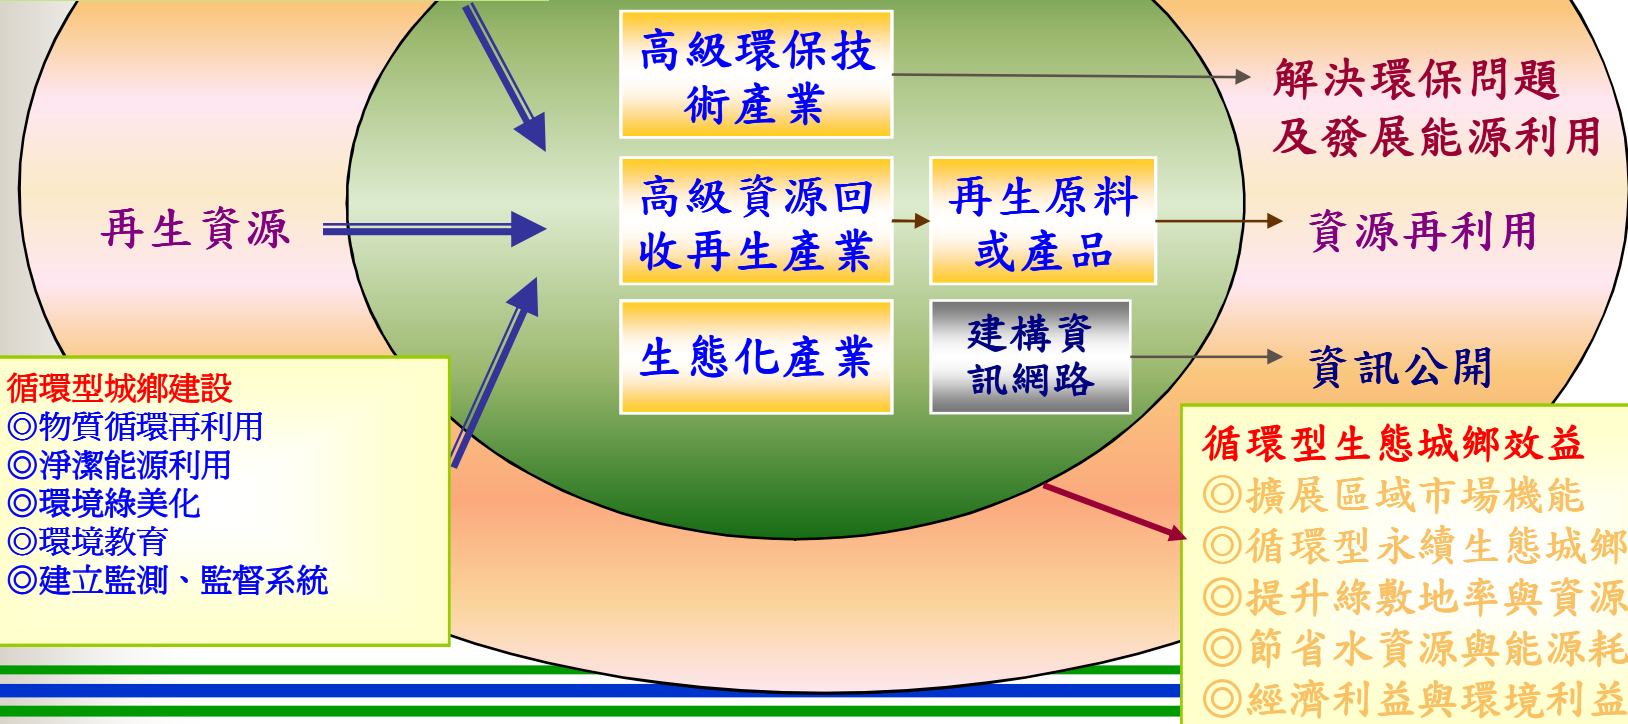 高級環保技
術產業
解決環保問題
及發展能源利用
再生資源
高級資源回
收再生產業
再生原料
或產品
資源再利用
生態化產業
建構資
訊網路
資訊公開
循環型城鄉建設
◎物質循環再利用
◎淨潔能源利用
◎環境綠美化
◎環境教育
◎建立監測、監督系統
循環型生態城鄉效益
◎擴展區域市場機能
◎循環型永續生態城鄉
◎提升綠敷地率與資源
◎節省水資源與能源耗
◎經濟利益與環境利益